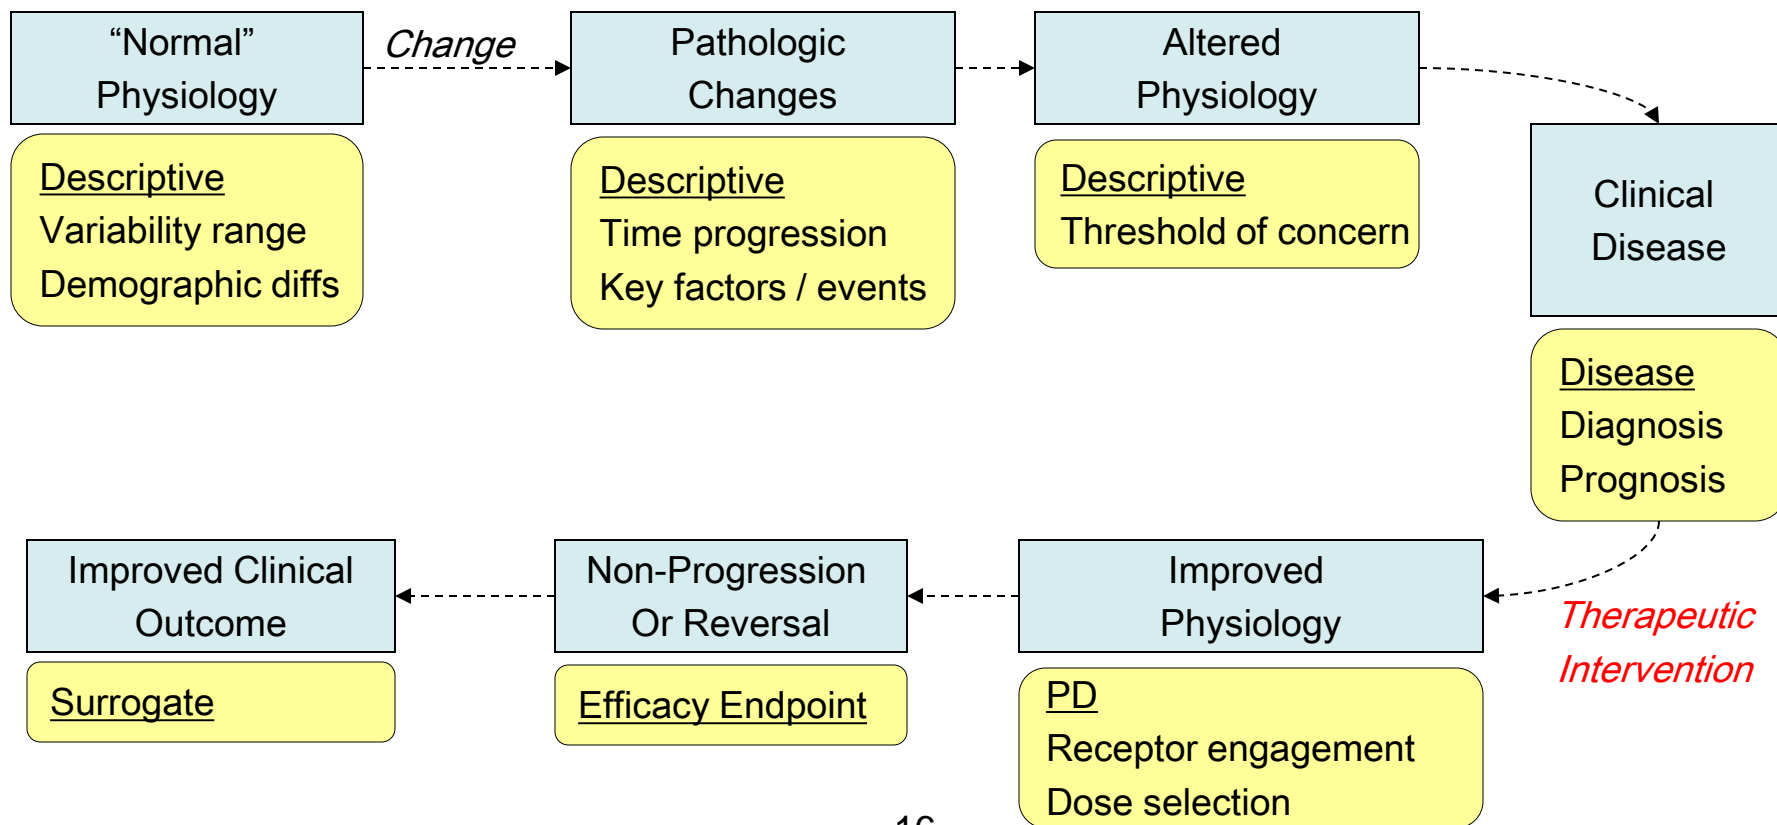 “Normal”
Physiology
Change
Pathologic
Changes
Altered
Physiology
Descriptive
Variability range
Demographic diffs
Descriptive
Time progression
Key factors / events
Descriptive
Threshold of concern
Clinical
Disease
Disease
Diagnosis
Prognosis
Therapeutic
Intervention
Improved
Physiology
PD
Receptor engagement
Dose selection
Non-Progression
Or Reversal
Efficacy Endpoint
Improved Clinical
Outcome
Surrogate
16